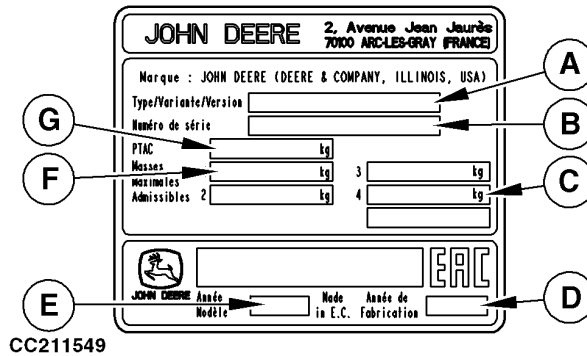 JOHN DEERE
2, Avenue Jean Jaurès
70100 ARC-LES-GRAY (FRANCE)
Marque : JOHN DEERE (DEERE & COMPANY, ILLINOIS, USA)
Type/Variante/Version
A
Numéro de série
B
G
PTAC kg
F
Masses Maximales Admissibles
kg
3 kg
2 kg
4 kg
C
JOHN DEERE
EAC
E
Année Modèle
Made in E.C.
Année de Fabrication
D
CC211549